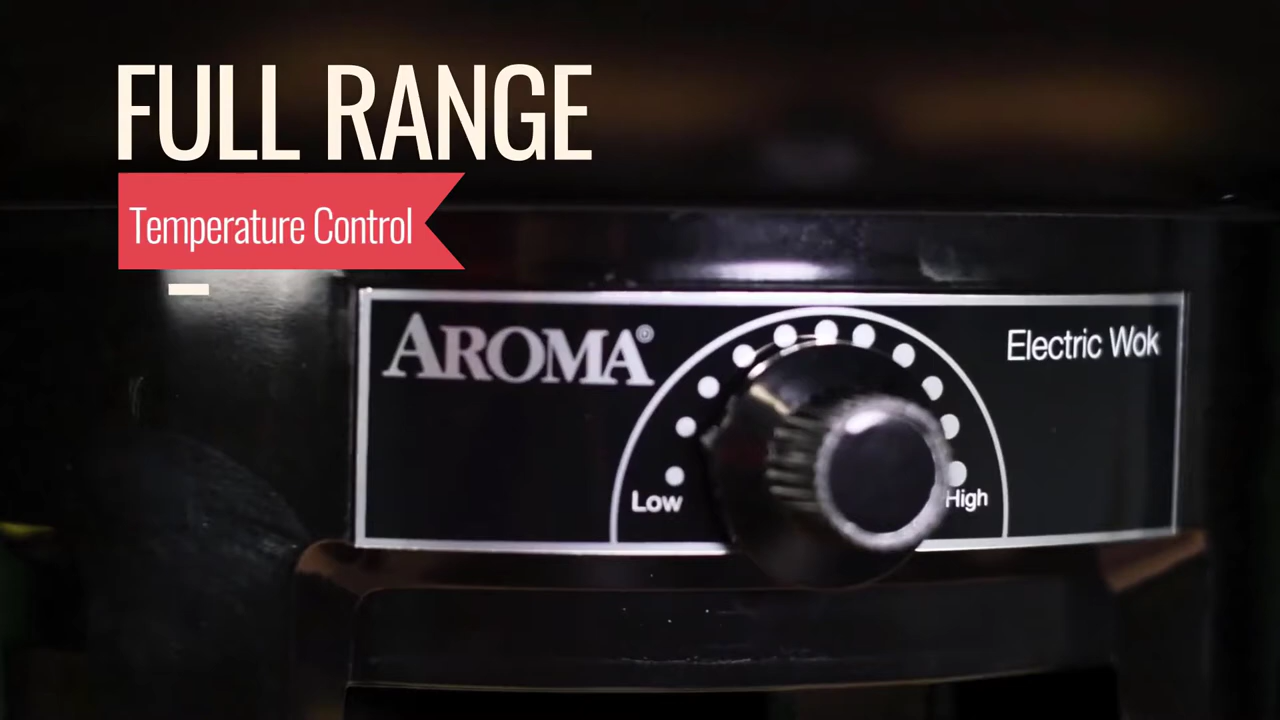 FULL RANGE
Temperature Control
AROMA®
Electric Wok
Low
High